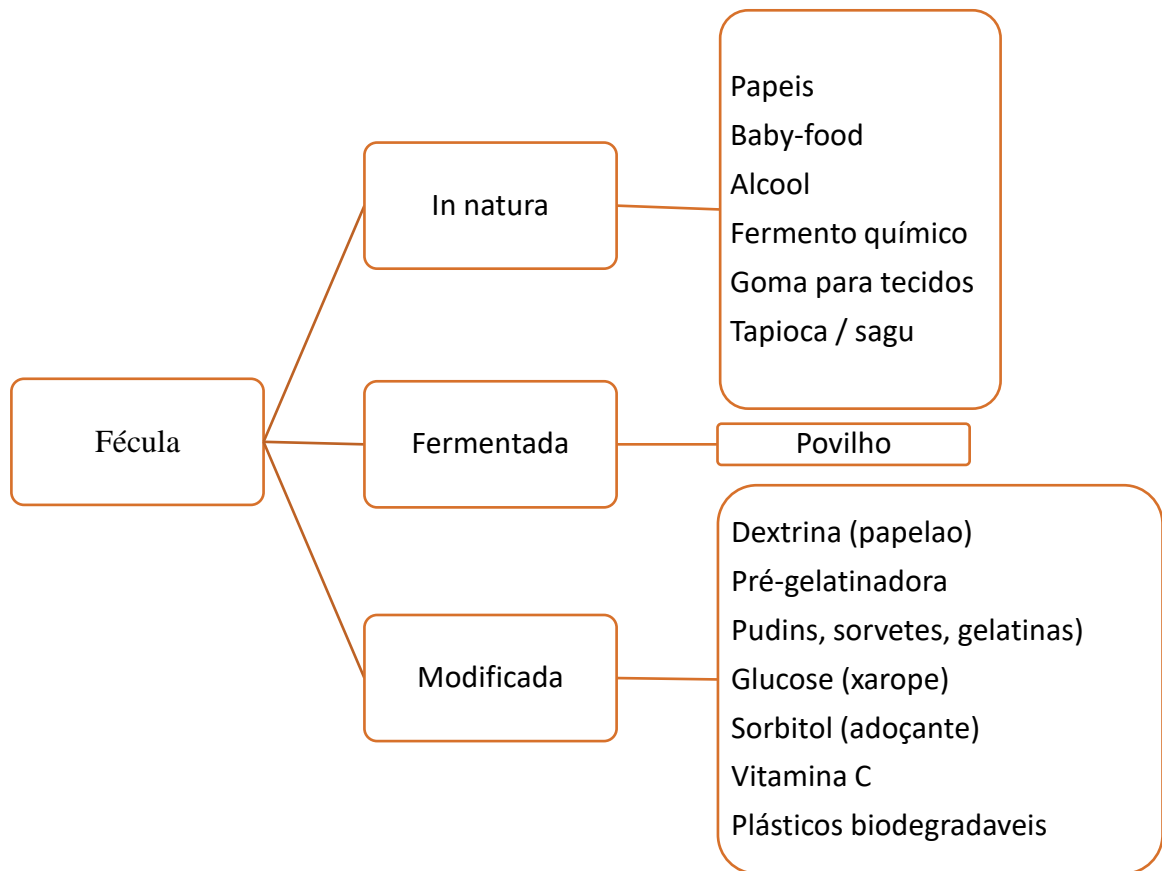 Fécula
In natura
Papeis
Baby-food
Alcool
Fermento químico
Goma para tecidos
Tapioca / sagu
Fermentada
Povilho
Modificada
Dextrina (papelao)
Pré-gelatinadora
Pudins, sorvetes, gelatinas)
Glucose (xarope)
Sorbitol (adoçante)
Vitamina C
Plásticos biodegradaveis